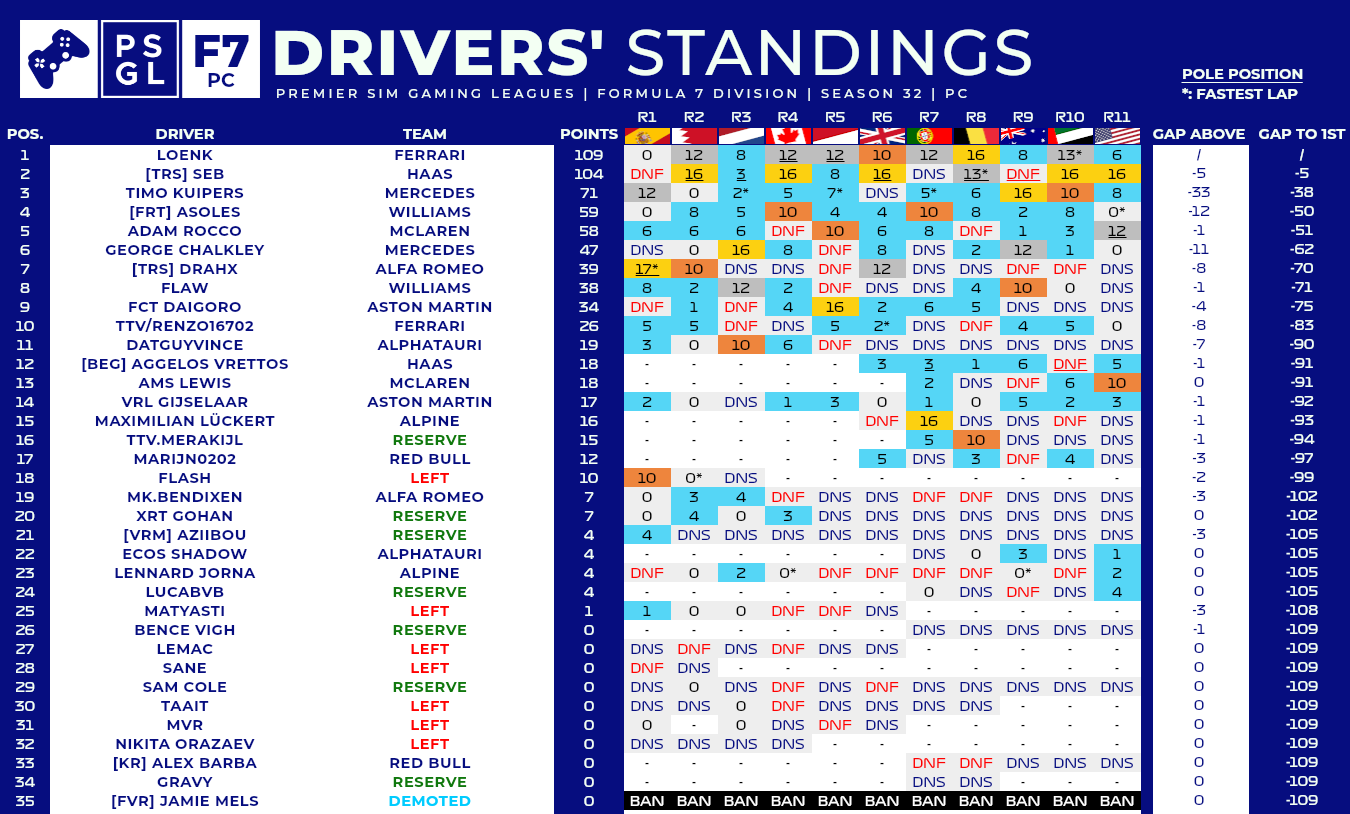 PS
GL
F7
PC
DRIVERS' STANDINGS
PREMIER SIM GAMING LEAGUES | FORMULA 7 DIVISION | SEASON 32 | PC
POLE POSITION
*: FASTEST LAP
R1 R2 R3 R4 R5 R6 R7 R8 R9 R10 R11
POS. DRIVER TEAM POINTS GAP ABOVE GAP TO 1ST
1 LOENK FERRARI 109 0 12 8 12 12 10 12 16 8 13* 6 / /
2 [TRS] SEB HAAS 104 DNF 16 3 16 8 16 DNS 13* DNF 16 16 -5 -5
3 TIMO KUIPERS MERCEDES 71 12 0 2* 5 7* DNS 5* 6 16 10 8 -33 -38
4 [FRT] ASOLES WILLIAMS 59 0 8 5 10 4 4 10 8 2 8 0* -12 -50
5 ADAM ROCCO MCLAREN 58 6 6 6 DNF 10 6 8 DNF 1 3 12 -1 -51
6 GEORGE CHALKLEY MERCEDES 47 DNS 0 16 8 DNF 8 DNS 2 12 1 0 -11 -62
7 [TRS] DRAHX ALFA ROMEO 39 17* 10 DNS DNS DNF 12 DNS DNS DNF DNF DNS -8 -70
8 FLAW WILLIAMS 38 8 2 12 2 DNF DNS DNS 4 10 0 DNS -1 -71
9 FCT DAIGORO ASTON MARTIN 34 DNF 1 DNF 4 16 2 6 5 DNS DNS DNS -4 -75
10 TTV/RENZO16702 FERRARI 26 5 5 DNF DNS 5 2* DNS DNF 4 5 0 -8 -83
11 DATGUYVINCE ALPHATAURI 19 3 0 10 6 DNF DNS DNS DNS DNS DNS DNS -7 -90
12 [BEG] AGGELOS VRETTOS HAAS 18 - - - - - 3 3 1 6 DNF 5 -1 -91
13 AMS LEWIS MCLAREN 18 - - - - - - 2 DNS DNF 6 10 0 -91
14 VRL GIJSELAAR ASTON MARTIN 17 2 0 DNS 1 3 0 1 0 5 2 3 -1 -92
15 MAXIMILIAN LÜCKERT ALPINE 16 - - - - - DNF 16 DNS DNS DNF DNS -1 -93
16 TTV.MERAKIJL RESERVE 15 - - - - - - 5 10 DNS DNS DNS -1 -94
17 MARIJN0202 RED BULL 12 - - - - - 5 DNS 3 DNF 4 DNS -3 -97
18 FLASH LEFT 10 10 0* DNS - - - - - - - - -2 -99
19 MK.BENDIXEN ALFA ROMEO 7 0 3 4 DNF DNS DNS DNF DNF DNS DNS DNS -3 -102
20 XRT GOHAN RESERVE 7 0 4 0 3 DNS DNS DNS DNS DNS DNS DNS 0 -102
21 [VRM] AZIIBOU RESERVE 4 4 DNS DNS DNS DNS DNS DNS DNS DNS DNS DNS -3 -105
22 ECOS SHADOW ALPHATAURI 4 - - - - - - DNS 0 3 DNS 1 0 -105
23 LENNARD JORNA ALPINE 4 DNF 0 2 0* DNF DNF DNF DNF 0* DNF 2 0 -105
24 LUCABVB RESERVE 4 - - - - - - 0 DNS DNF DNS 4 0 -105
25 MATYASTI LEFT 1 1 0 0 DNF DNF DNS - - - - - -3 -108
26 BENCE VIGH RESERVE 0 - - - - - - DNS DNS DNS DNS DNS -1 -109
27 LEMAC LEFT 0 DNS DNF DNS DNF DNS DNS - - - - - 0 -109
28 SANE LEFT 0 DNF DNS - - - - - - - - - 0 -109
29 SAM COLE RESERVE 0 DNS 0 DNS DNF DNS DNF DNS DNS DNS DNS DNS 0 -109
30 TAAIT LEFT 0 DNS DNS 0 DNF DNS DNS DNS DNS - - - 0 -109
31 MVR LEFT 0 0 - 0 DNS DNF DNS - - - - - 0 -109
32 NIKITA ORAZAEV LEFT 0 DNS DNS DNS DNS - - - - - - - 0 -109
33 [KR] ALEX BARBA RED BULL 0 - - - - - - DNF DNF DNS DNS DNS 0 -109
34 GRAVY RESERVE 0 - - - - - - DNS DNS - - - 0 -109
35 [FVR] JAMIE MELS DEMOTED 0 BAN BAN BAN BAN BAN BAN BAN BAN BAN BAN BAN 0 -109